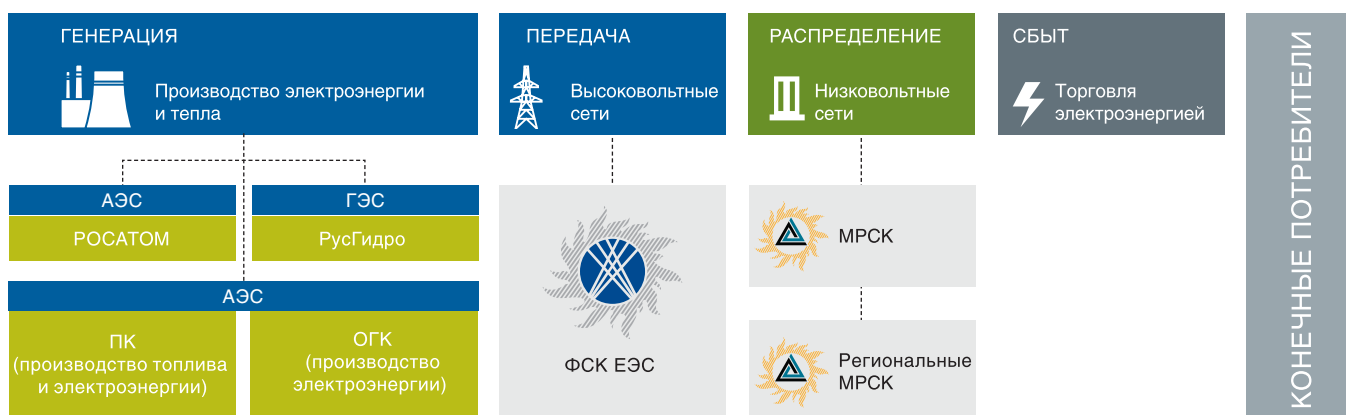 ГЕНЕРАЦИЯ
Производство электроэнергии
и тепла
ПЕРЕДАЧА
Высоковольтные
сети
РАСПРЕДЕЛЕНИЕ
Низковольтные
сети
СБЫТ
Торговля
электроэнергией
КОНЕЧНЫЕ ПОТРЕБИТЕЛИ
АЭС
РОСАТОМ
ГЭС
РусГидро
АЭС
ПК
(производство топлива
и электроэнергии)
ОГК
(производство
электроэнергии)
ФСК ЕЭС
МРСК
Региональные
МРСК